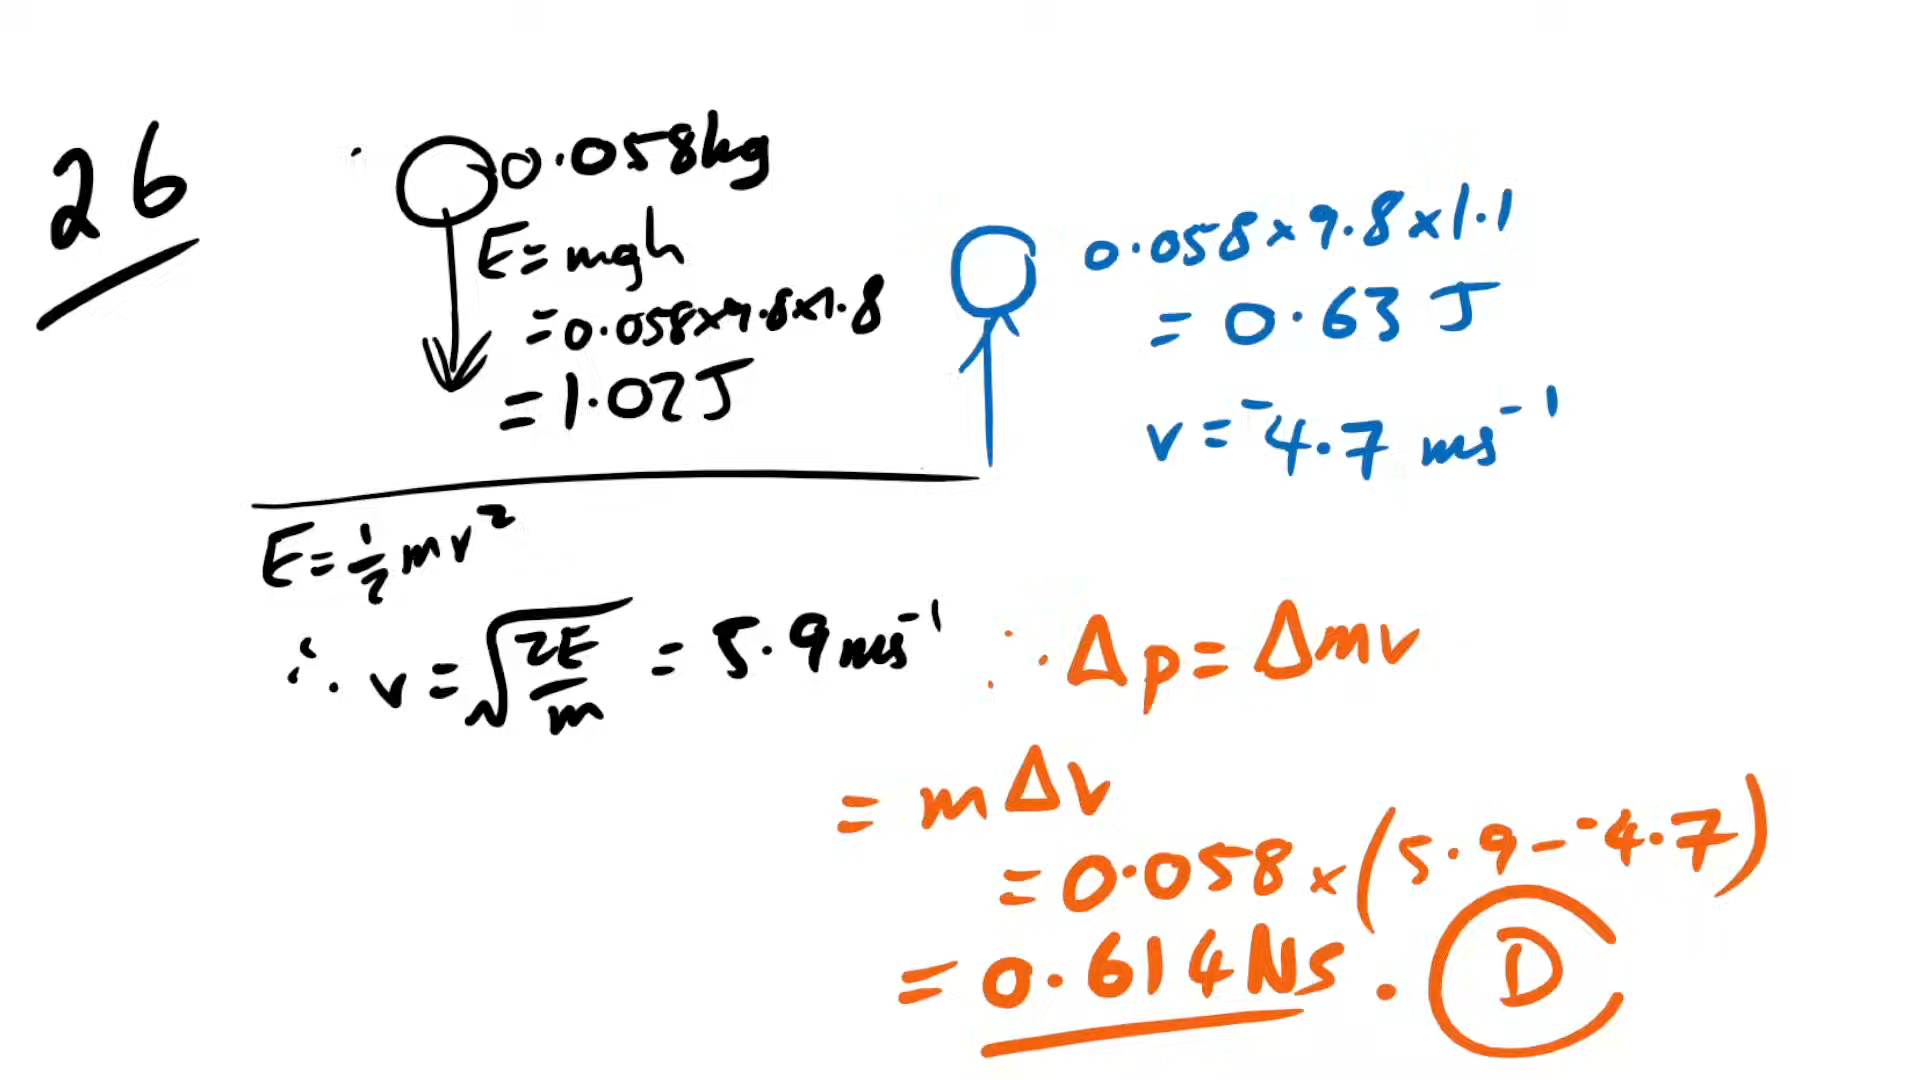 26
0.058kg
E=mgh
=0.058×9.8×1.8
=1.02J
0.058×9.8×1.1
=0.63 J
v=⁻4.7 ms⁻¹
E=½mv²
∴ v=√(2E/m) = 5.9ms⁻¹
∴ Δp=Δmv
= mΔv
=0.058×(5.9-⁻4.7)
=0.614Ns. D